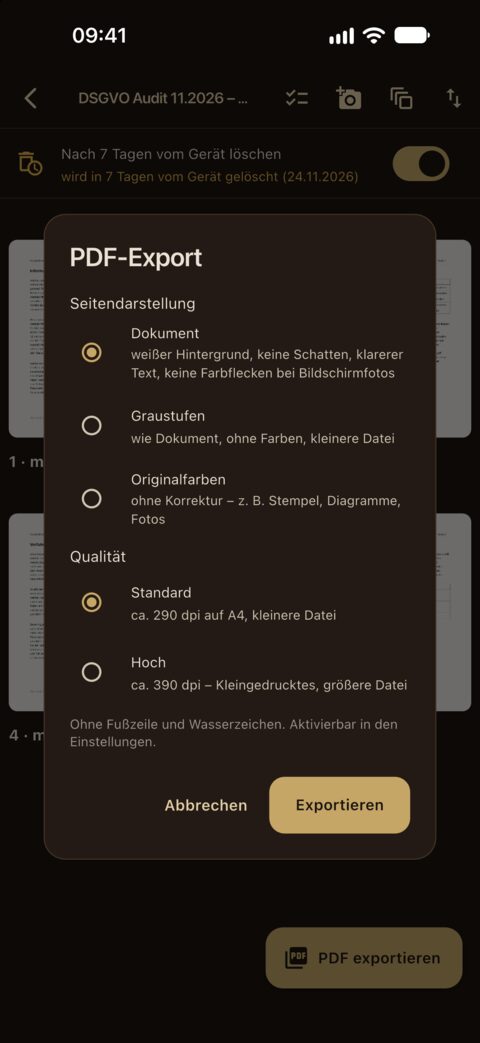 09:41
DSGVO Audit 11.2026 – ...
Nach 7 Tagen vom Gerät löschen
wird in 7 Tagen vom Gerät gelöscht (24.11.2026)
PDF-Export
Seitendarstellung
Dokument
weißer Hintergrund, keine Schatten, klarerer
Text, keine Farbflecken bei Bildschirmfotos
Graustufen
wie Dokument, ohne Farben, kleinere Datei
Originalfarben
ohne Korrektur – z. B. Stempel, Diagramme,
Fotos
1 · m
Qualität
Standard
ca. 290 dpi auf A4, kleinere Datei
Hoch
ca. 390 dpi – Kleingedrucktes, größere Datei
4 · m
Ohne Fußzeile und Wasserzeichen. Aktivierbar in den
Einstellungen.
Abbrechen
Exportieren
PDF
PDF exportieren